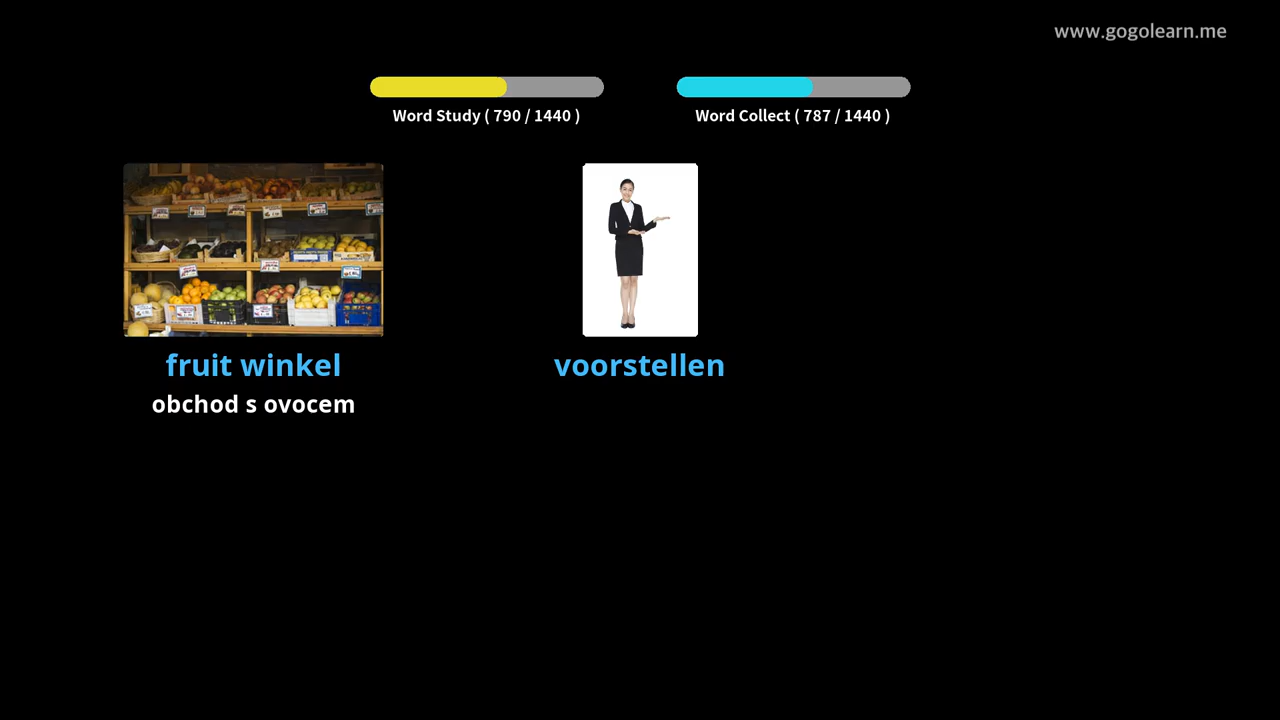 www.gogolearn.me
Word Study ( 790 / 1440 )
Word Collect ( 787 / 1440 )
fruit winkel
voorstellen
obchod s ovocem